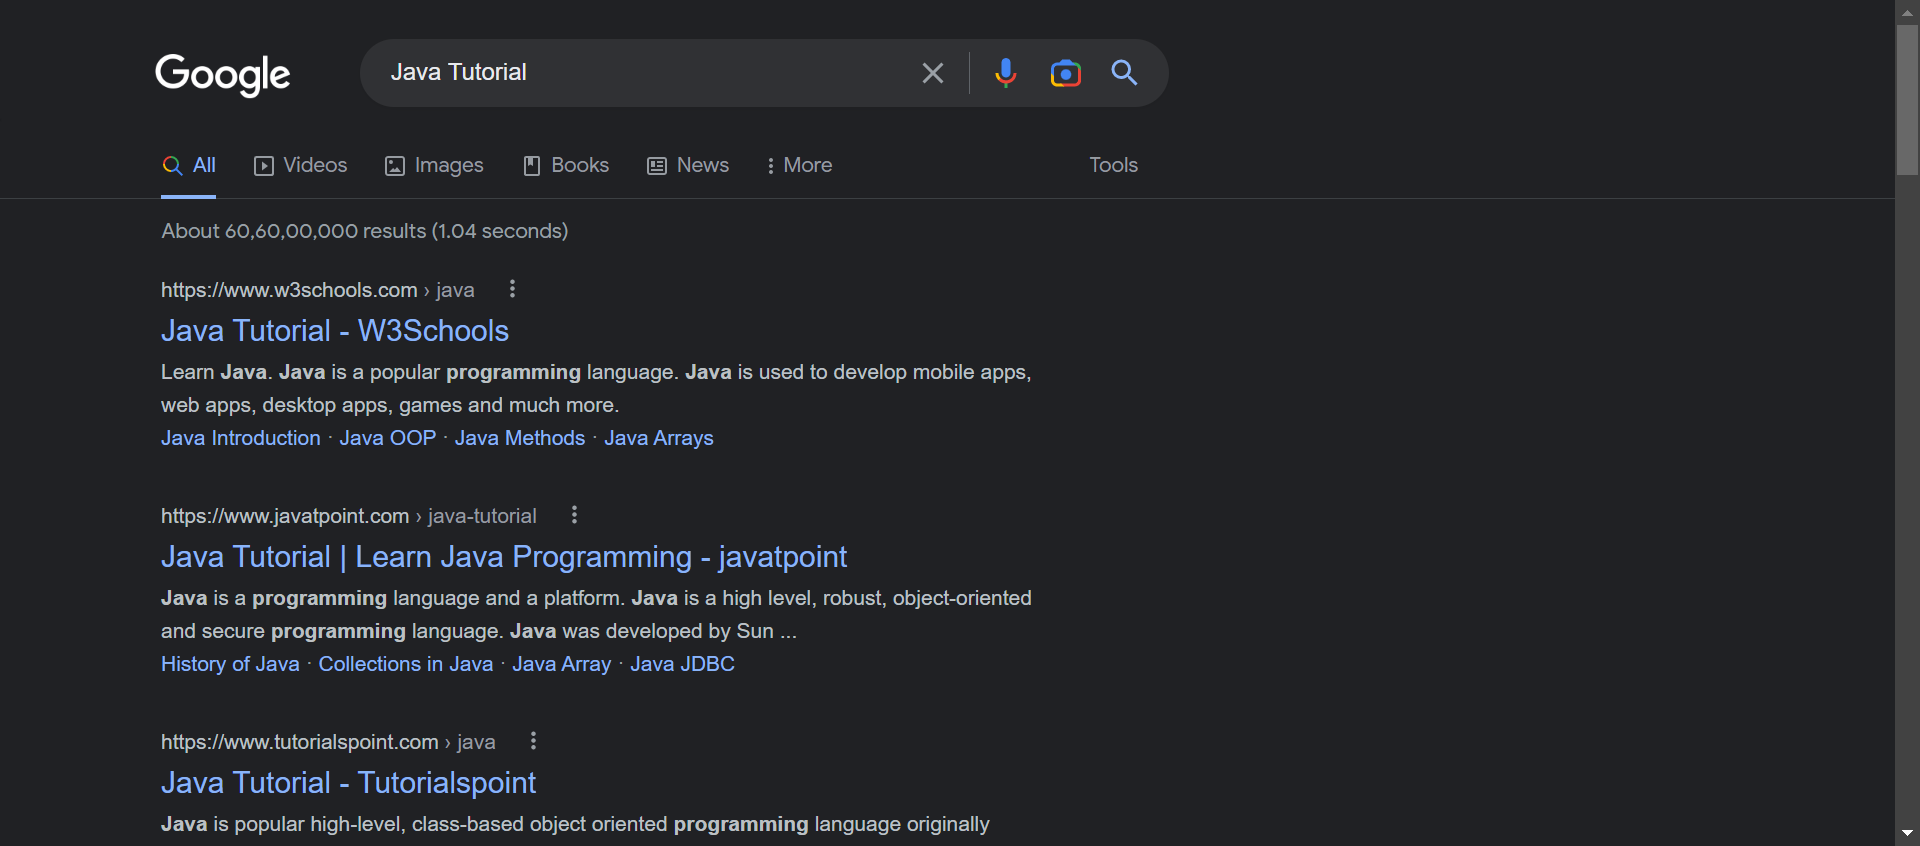 Google
Java Tutorial
All Videos Images Books News More Tools
About 60,60,00,000 results (1.04 seconds)
https://www.w3schools.com › java
Java Tutorial - W3Schools
Learn Java. Java is a popular programming language. Java is used to develop mobile apps,
web apps, desktop apps, games and much more.
Java Introduction · Java OOP · Java Methods · Java Arrays
https://www.javatpoint.com › java-tutorial
Java Tutorial | Learn Java Programming - javatpoint
Java is a programming language and a platform. Java is a high level, robust, object-oriented
and secure programming language. Java was developed by Sun ...
History of Java · Collections in Java · Java Array · Java JDBC
https://www.tutorialspoint.com › java
Java Tutorial - Tutorialspoint
Java is popular high-level, class-based object oriented programming language originally